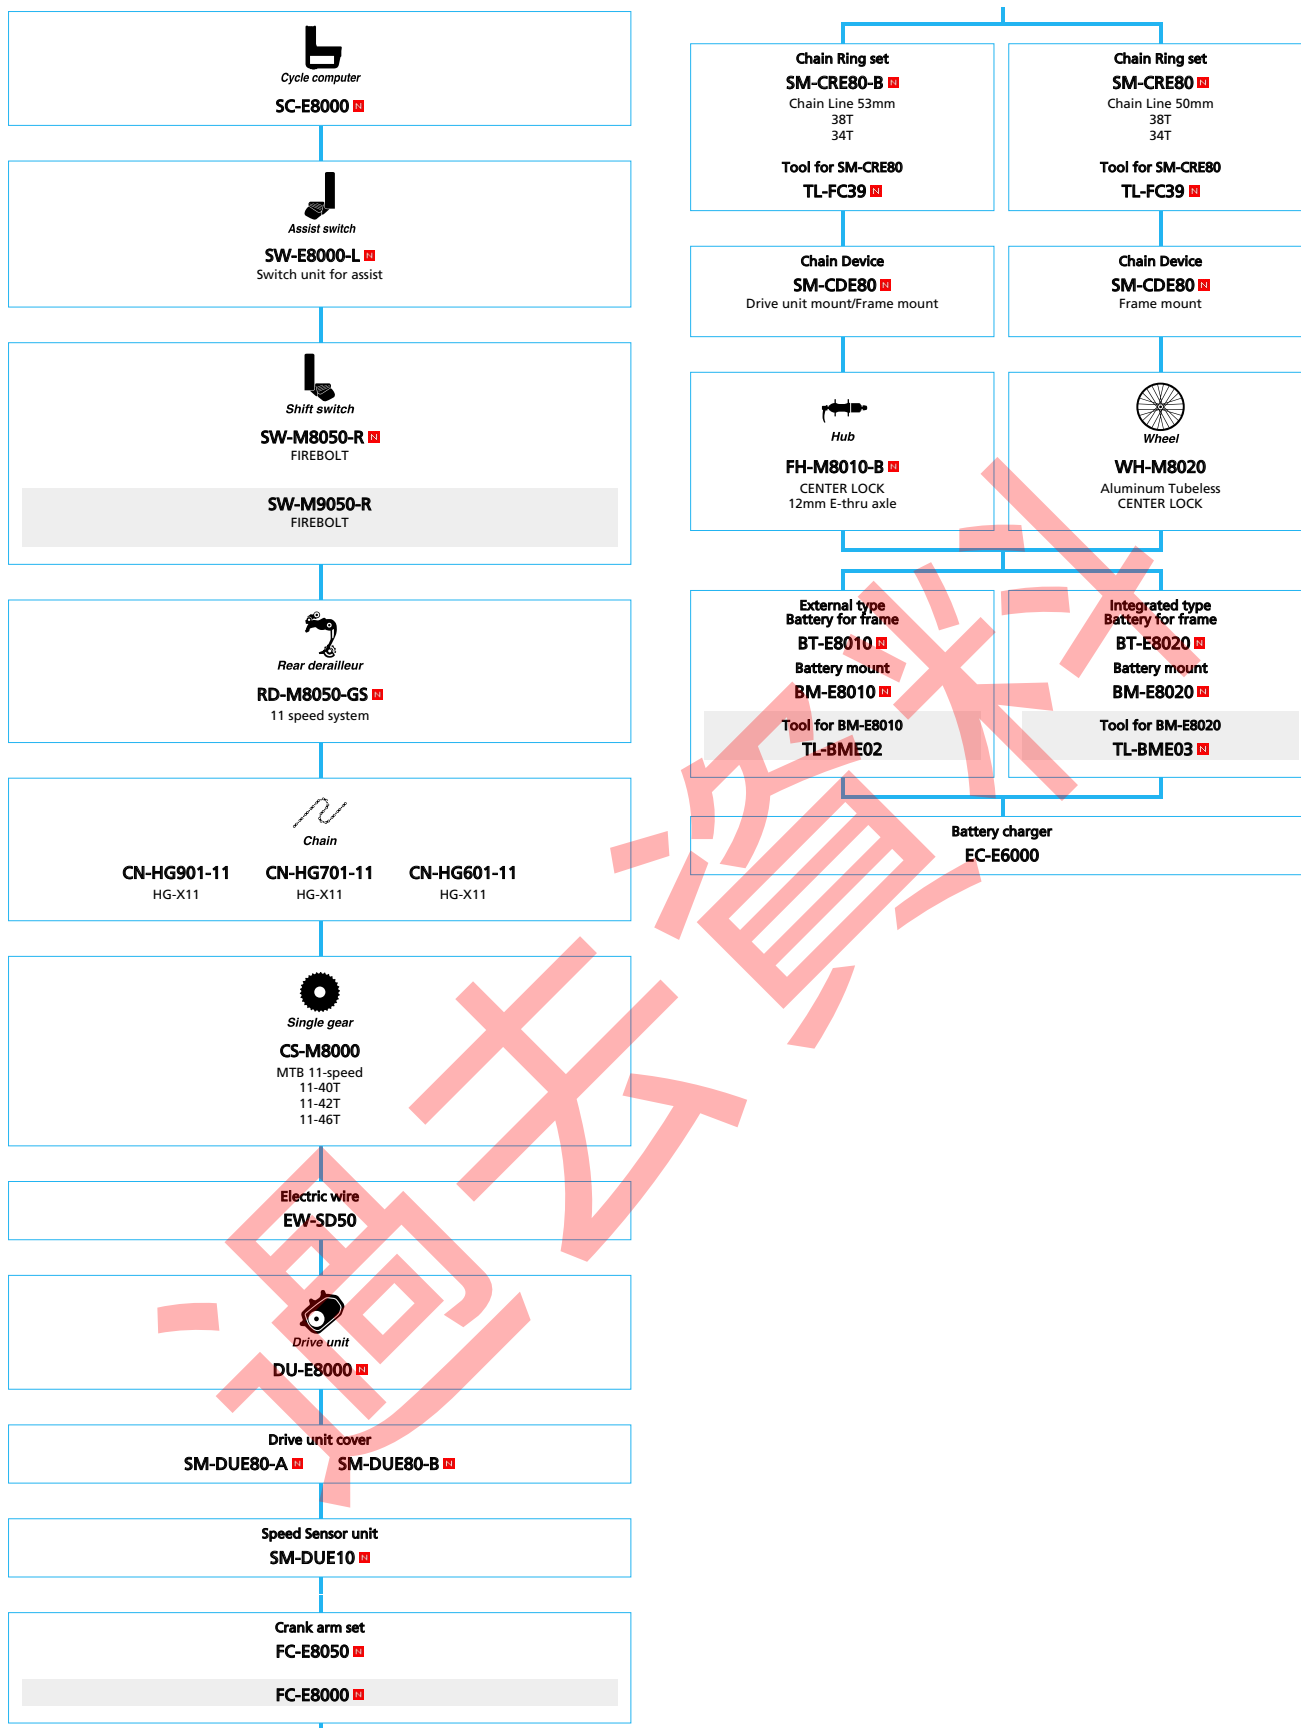 Cycle computer
SC-E8000 N
Assist switch
SW-E8000-L N
Switch unit for assist
Shift switch
SW-M8050-R N
FIREBOLT
SW-M9050-R
FIREBOLT
Rear derailleur
RD-M8050-GS N
11 speed system
Chain
CN-HG901-11 CN-HG701-11 CN-HG601-11
HG-X11 HG-X11 HG-X11
Single gear
CS-M8000
MTB 11-speed
11-40T
11-42T
11-46T
Electric wire
EW-SD50
Drive unit
DU-E8000 N
Drive unit cover
SM-DUE80-A N SM-DUE80-B N
Speed Sensor unit
SM-DUE10 N
Crank arm set
FC-E8050 N
FC-E8000 N
Chain Ring set
SM-CRE80-B N
Chain Line 53mm
38T
34T
Tool for SM-CRE80
TL-FC39 N
Chain Ring set
SM-CRE80 N
Chain Line 50mm
38T
34T
Tool for SM-CRE80
TL-FC39 N
Chain Device
SM-CDE80 N
Drive unit mount/Frame mount
Chain Device
SM-CDE80 N
Frame mount
Hub
FH-M8010-B N
CENTER LOCK
12mm E-thru axle
Wheel
WH-M8020
Aluminum Tubeless
CENTER LOCK
External type
Battery for frame
BT-E8010 N
Battery mount
BM-E8010 N
Tool for BM-E8010
TL-BME02
Integrated type
Battery for frame
BT-E8020 N
Battery mount
BM-E8020 N
Tool for BM-E8020
TL-BME03 N
Battery charger
EC-E6000
過去資料